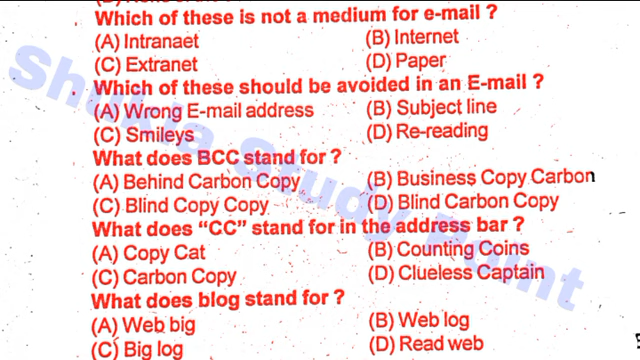 Which of these is not a medium for e-mail ?
(A) Intranaet (B) Internet
(C) Extranet (D) Paper
Which of these should be avoided in an E-mail ?
(A) Wrong E-mail address (B) Subject line
(C) Smileys (D) Re-reading
What does BCC stand for ?
(A) Behind Carbon Copy (B) Business Copy Carbon
(C) Blind Copy Copy (D) Blind Carbon Copy
What does “CC” stand for in the address bar ?
(A) Copy Cat (B) Counting Coins
(C) Carbon Copy (D) Clueless Captain
What does blog stand for ?
(A) Web big (B) Web log
(C) Big log (D) Read web
Shukla Study Point